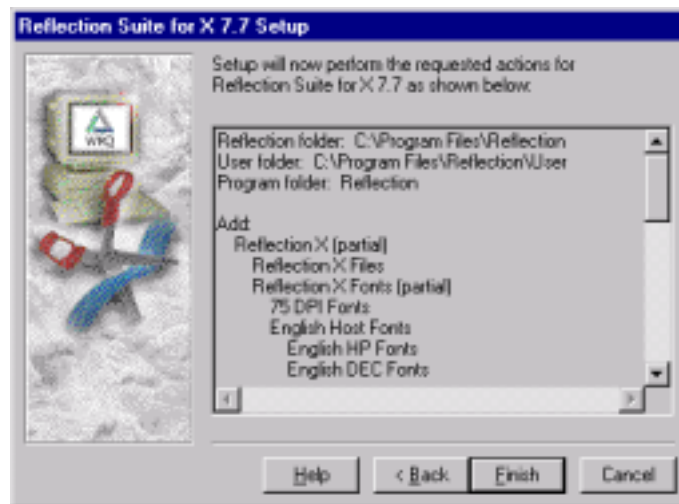 Reflection Suite for X 7.7 Setup
Setup will now perform the requested actions for
Reflection Suite for X 7.7 as shown below:
WRQ
Reflection folder: C:\Program Files\Reflection
User folder: C:\Program Files\Reflection\User
Program folder: Reflection
Add:
Reflection X (partial)
Reflection X Files
Reflection X Fonts (partial)
75 DPI Fonts
English Host Fonts
English HP Fonts
English DEC Fonts
Help
< Back
Finish
Cancel